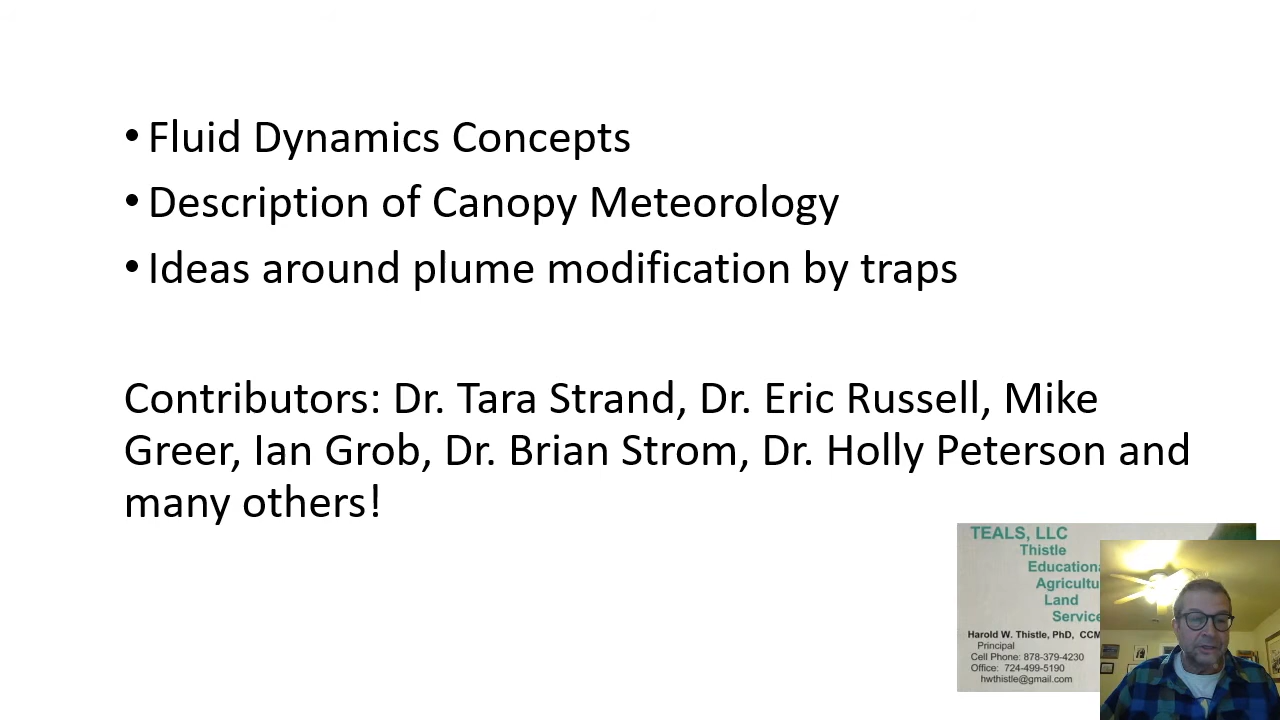 • Fluid Dynamics Concepts
• Description of Canopy Meteorology
• Ideas around plume modification by traps
Contributors: Dr. Tara Strand, Dr. Eric Russell, Mike
Greer, Ian Grob, Dr. Brian Strom, Dr. Holly Peterson and
many others!
TEALS, LLC
Thistle
Educationa
Agricultu
Land
Service
Harold W. Thistle, PhD, CCM
Principal
Cell Phone: 878-379-4230
Office: 724-499-5190
hwthistle@gmail.com